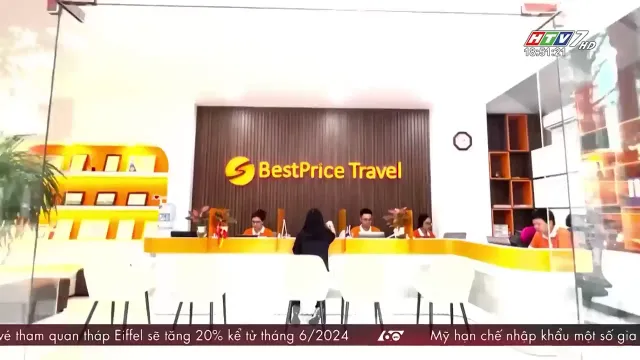 HTV7 HD
18:51:21
BestPrice Travel
vé tham quan tháp Eiffel sẽ tăng 20% kể từ tháng 6/2024
Mỹ hạn chế nhập khẩu một số gia